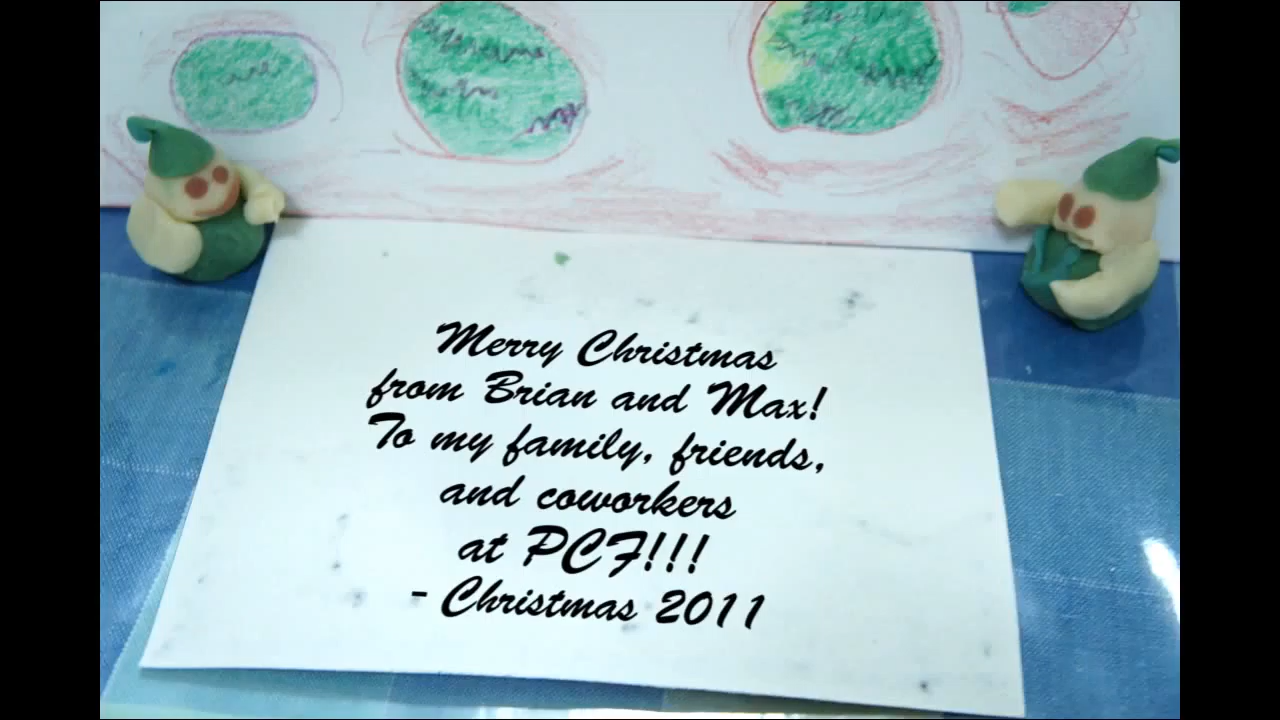 Merry Christmas
from Brian and Max!
To my family, friends,
and coworkers
at PCF!!!
- Christmas 2011